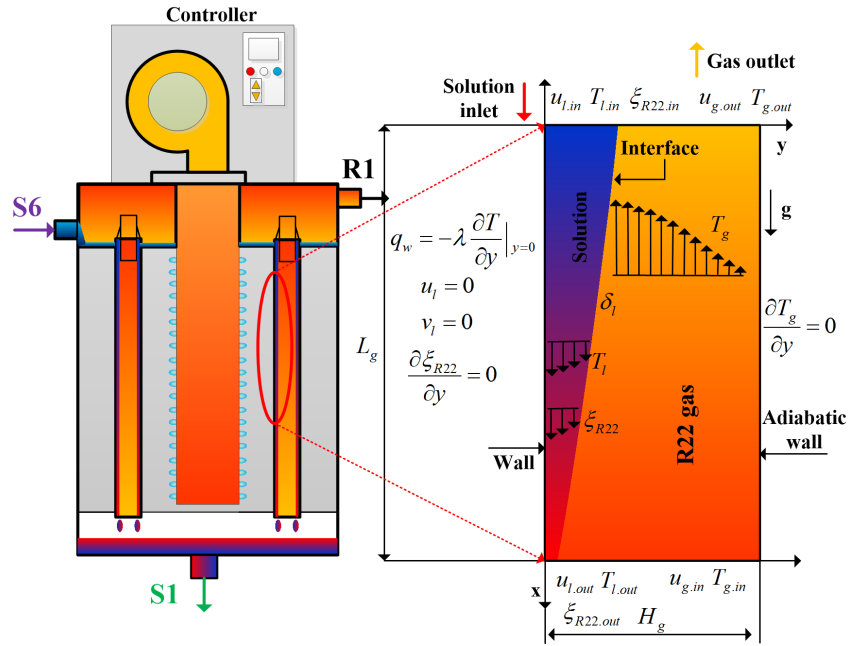 Controller
Gas outlet
Solution
inlet
u_{l.in} T_{l.in} ξ_{R22.in} u_{g.out} T_{g.out}
y
Interface
R1
S6
g
T_g
q_w = −λ ∂T/∂y |_{y=0}
Solution
u_l = 0
δ_l
v_l = 0
∂T_g/∂y = 0
L_g
T_l
∂ξ_{R22}/∂y = 0
ξ_{R22}
R22 gas
Wall
Adiabatic
wall
S1
x
u_{l.out} T_{l.out} u_{g.in} T_{g.in}
ξ_{R22.out} H_g